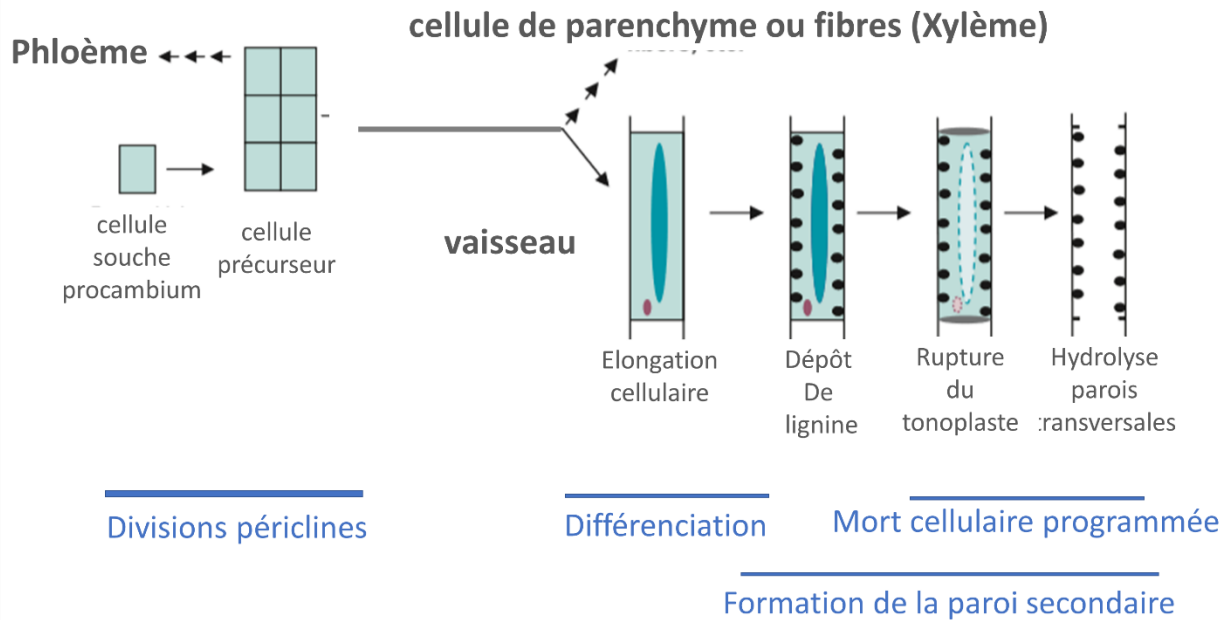 cellule de parenchyme ou fibres (Xylème)
Phloème
cellule
souche
procambium
cellule
précurseur
vaisseau
Elongation
cellulaire
Dépôt
De
lignine
Rupture
du
tonoplaste
Hydrolyse
parois
transversales
Divisions périclines
Différenciation
Mort cellulaire programmée
Formation de la paroi secondaire